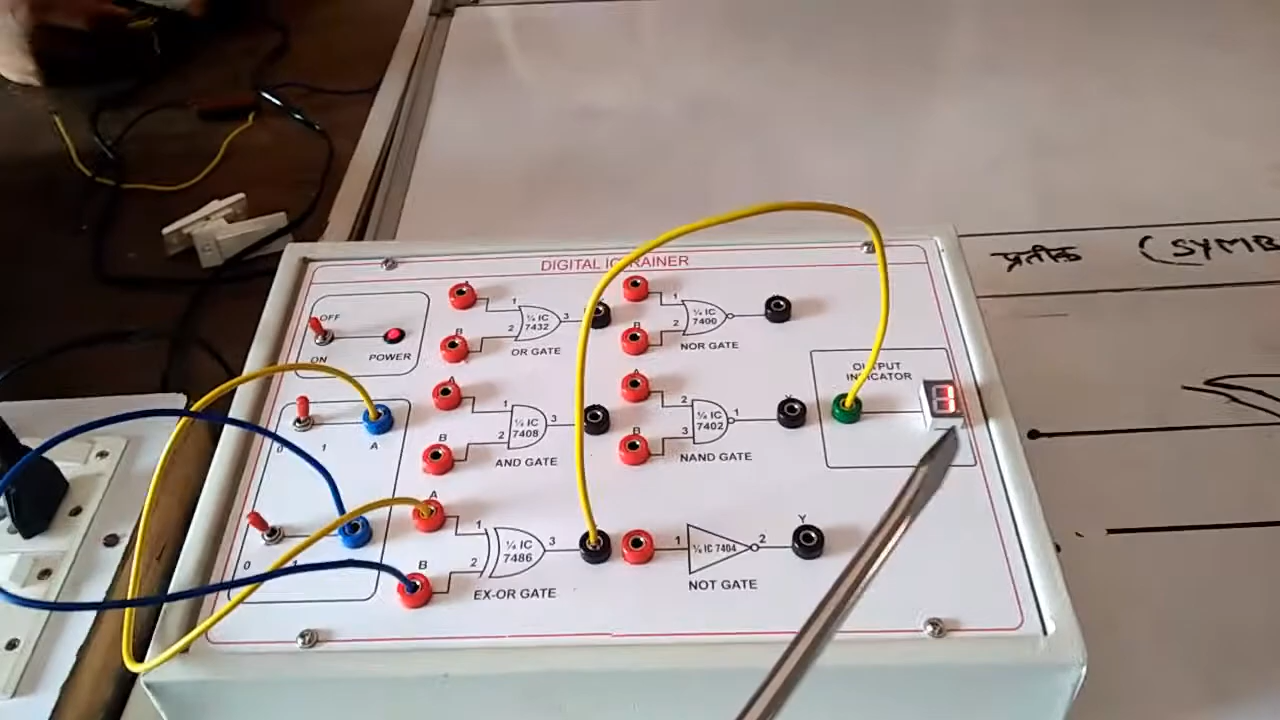 DIGITAL IC TRAINER
OFF
ON
POWER
0
1
A
0
1
A
B
1
2
3
¼ IC
7432
OR GATE
A
B
1
2
3
¼ IC
7408
AND GATE
A
B
1
2
3
¼ IC
7486
EX-OR GATE
1
2
¼ IC
7400
NOR GATE
A
B
2
3
1
¼ IC
7402
Y
NAND GATE
1
¼ IC 7404
2
Y
NOT GATE
OUTPUT
INDICATOR
1
प्रतीक (SYMB